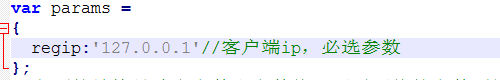 var params =
{
regip:'127.0.0.1'//客户端ip，必选参数
};